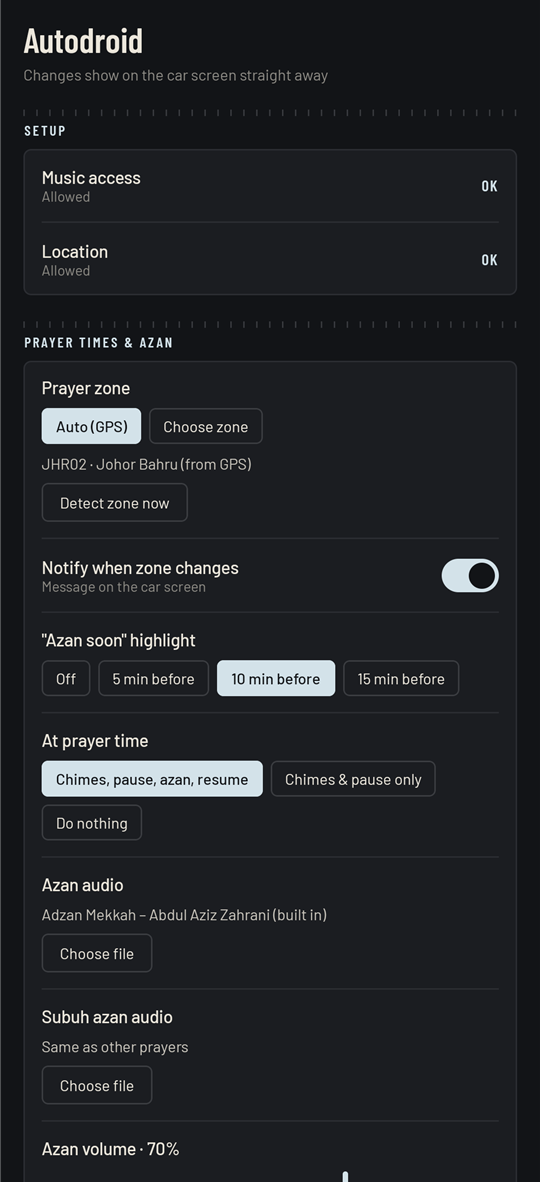 Autodroid
Changes show on the car screen straight away
SETUP
Music access
Allowed
OK
Location
Allowed
OK
PRAYER TIMES & AZAN
Prayer zone
Auto (GPS) Choose zone
JHR02 · Johor Bahru (from GPS)
Detect zone now
Notify when zone changes
Message on the car screen
"Azan soon" highlight
Off 5 min before 10 min before 15 min before
At prayer time
Chimes, pause, azan, resume Chimes & pause only
Do nothing
Azan audio
Adzan Mekkah – Abdul Aziz Zahrani (built in)
Choose file
Subuh azan audio
Same as other prayers
Choose file
Azan volume · 70%